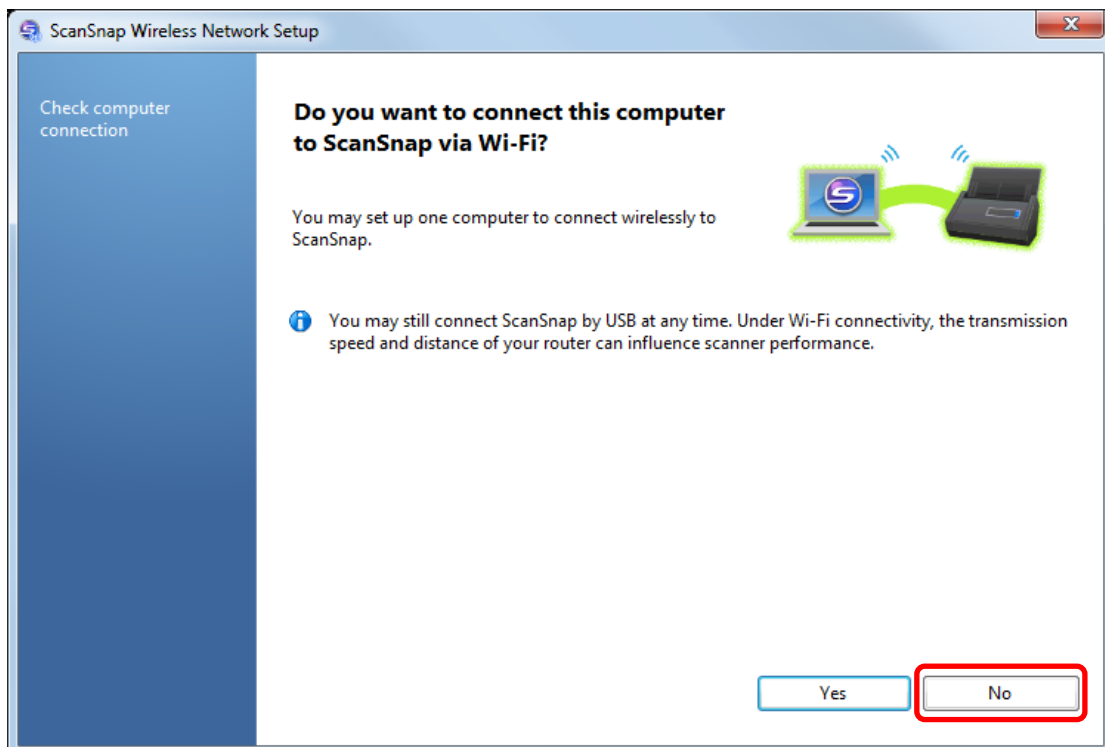 ScanSnap Wireless Network Setup
Check computer
connection
Do you want to connect this computer
to ScanSnap via Wi-Fi?
You may set up one computer to connect wirelessly to
ScanSnap.
You may still connect ScanSnap by USB at any time. Under Wi-Fi connectivity, the transmission
speed and distance of your router can influence scanner performance.
Yes
No